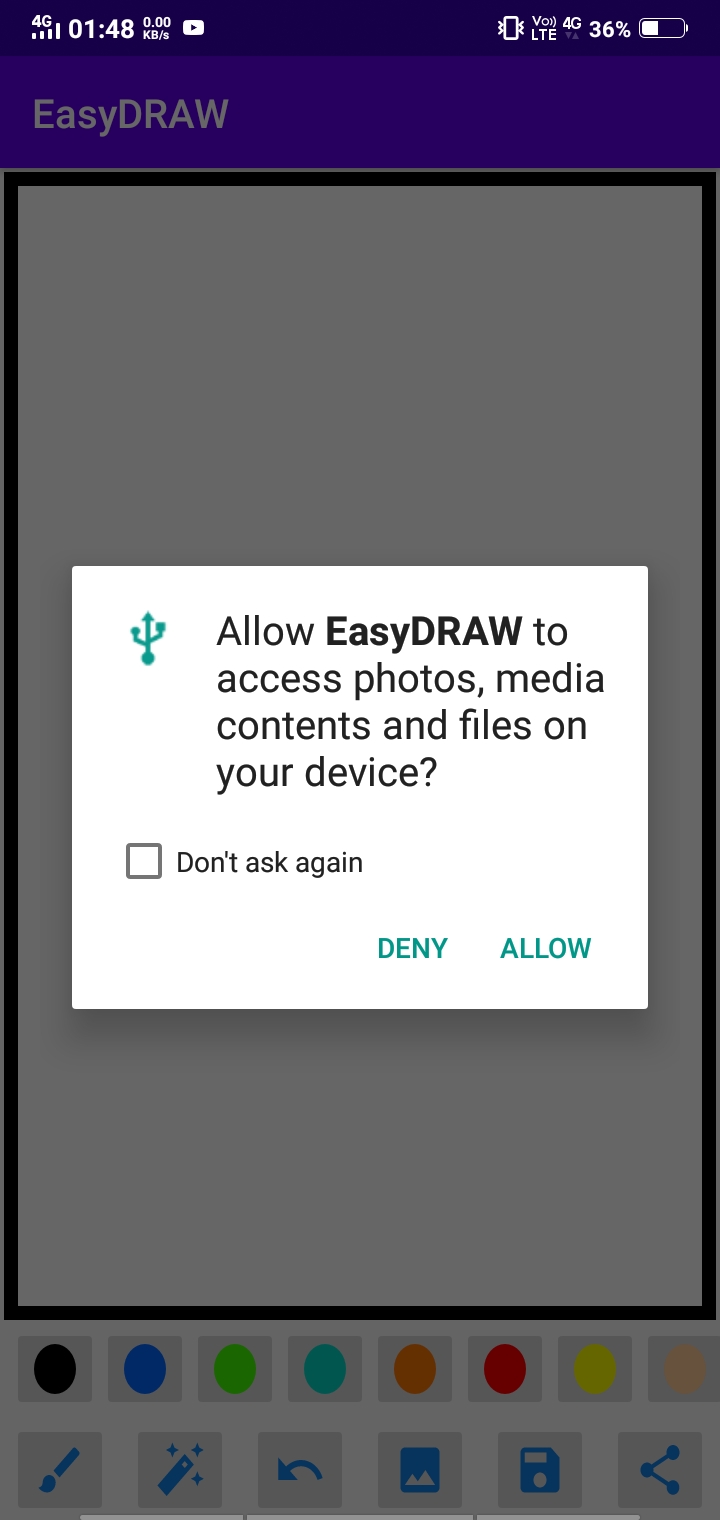 4G 01:48 0.00 KB/s Vo)) LTE 4G 36%
EasyDRAW
Allow EasyDRAW to
access photos, media
contents and files on
your device?
Don't ask again
DENY ALLOW